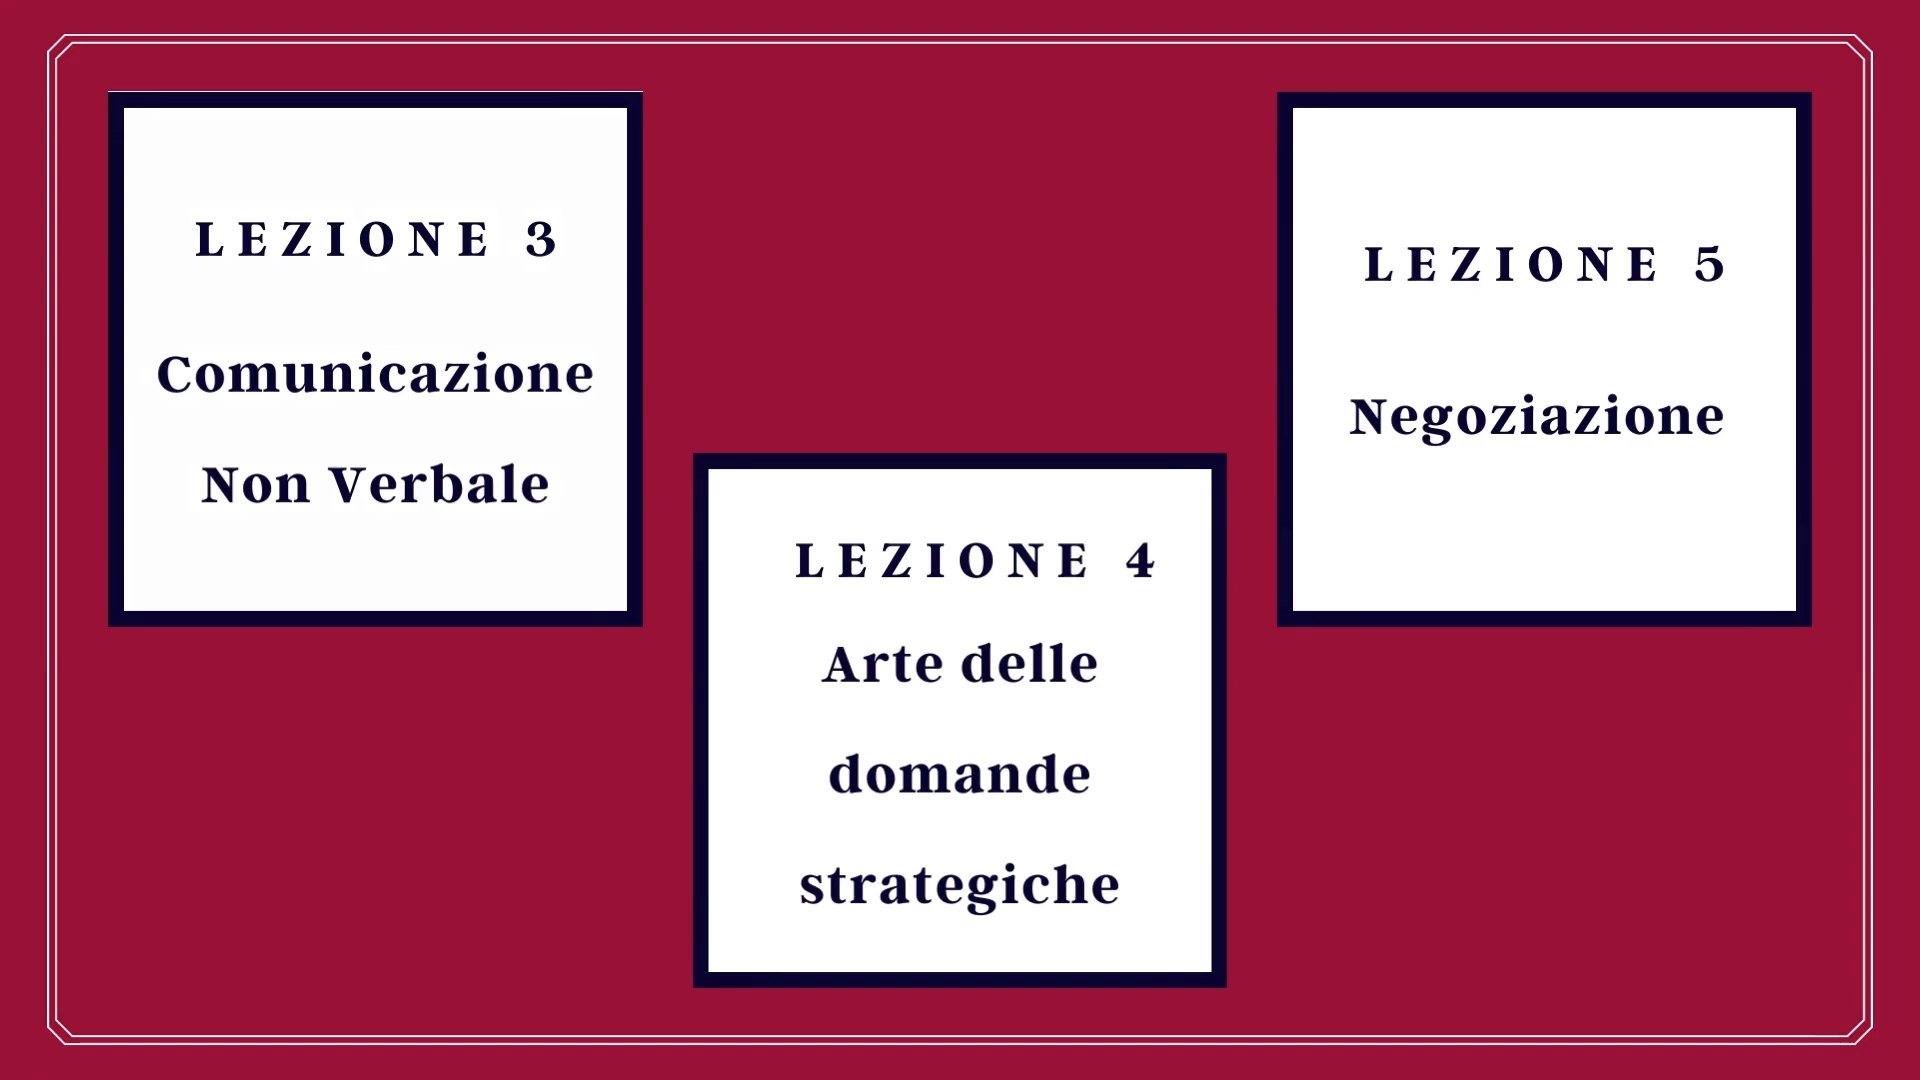 LEZIONE 3
Comunicazione
Non Verbale
LEZIONE 4
Arte delle
domande
strategiche
LEZIONE 5
Negoziazione